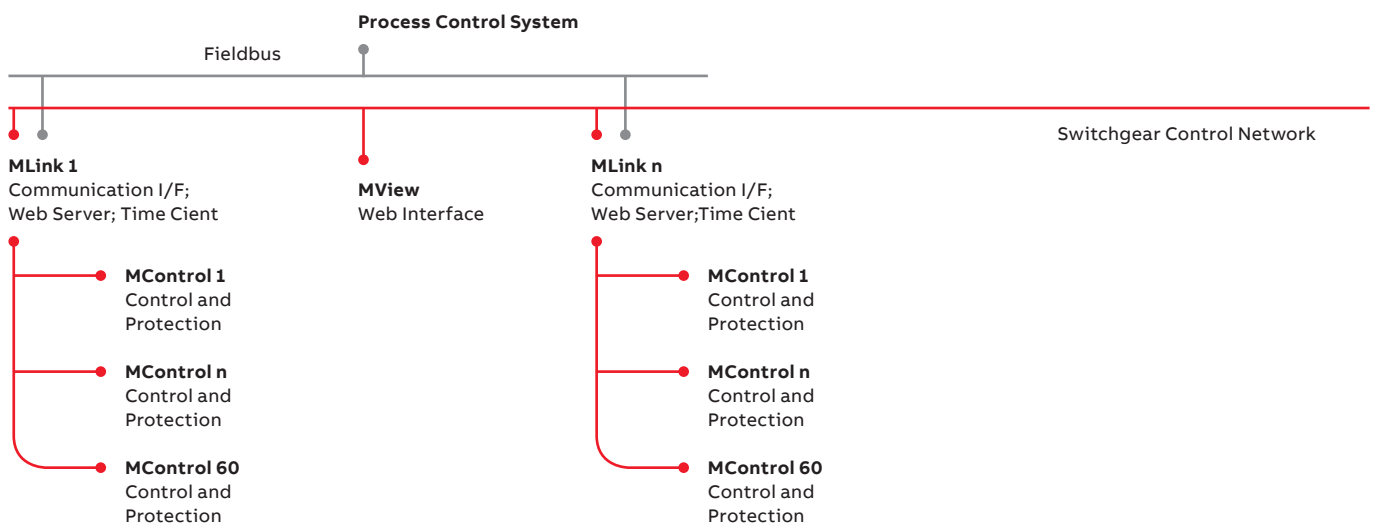 Process Control System
Fieldbus
Switchgear Control Network
MLink 1
Communication I/F;
Web Server; Time Cient
MView
Web Interface
MLink n
Communication I/F;
Web Server;Time Cient
MControl 1
Control and
Protection
MControl n
Control and
Protection
MControl 60
Control and
Protection
MControl 1
Control and
Protection
MControl n
Control and
Protection
MControl 60
Control and
Protection